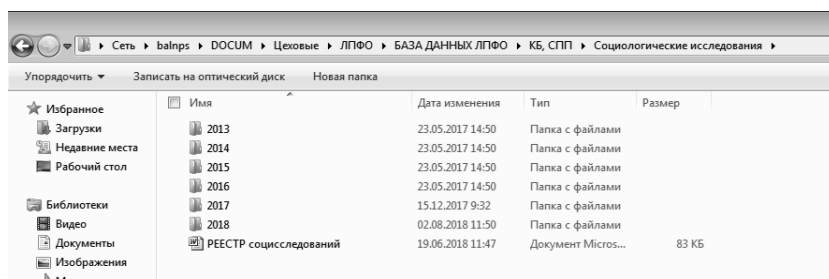 Сеть ▸ balnps ▸ DOCUM ▸ Цеховые ▸ ЛПФО ▸ БАЗА ДАННЫХ ЛПФО ▸ КБ, СПП ▸ Социологические исследования ▸
Упорядочить ▾ Записать на оптический диск Новая папка
Избранное Имя Дата изменения Тип Размер
Загрузки 2013 23.05.2017 14:50 Папка с файлами
Недавние места 2014 23.05.2017 14:50 Папка с файлами
Рабочий стол 2015 23.05.2017 14:50 Папка с файлами
2016 23.05.2017 14:50 Папка с файлами
Библиотеки 2017 15.12.2017 9:32 Папка с файлами
Видео 2018 02.08.2018 11:50 Папка с файлами
Документы РЕЕСТР социсследований 19.06.2018 11:47 Документ Micros... 83 КБ
Изображения